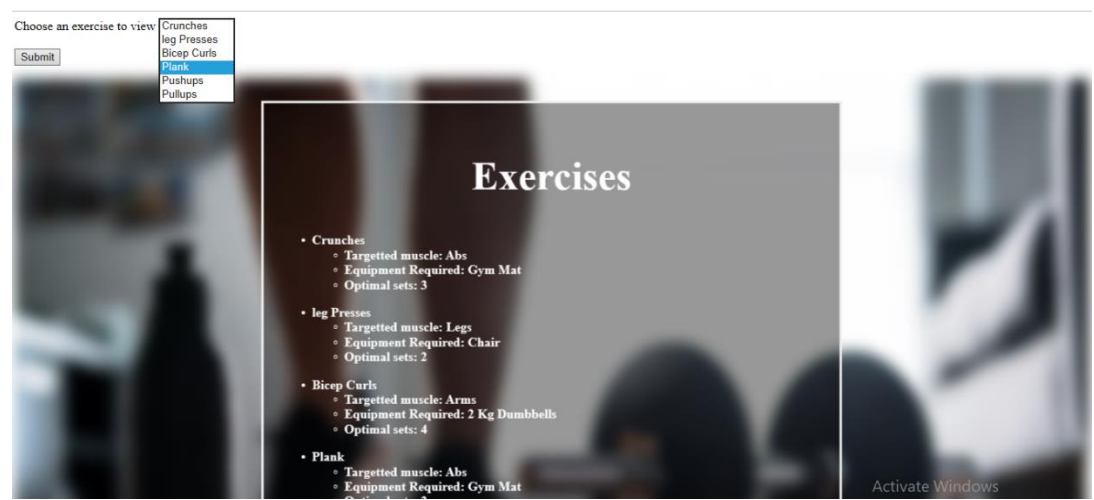 Choose an exercise to view
Crunches
leg Presses
Bicep Curls
Plank
Pushups
Pullups
Submit
Exercises
• Crunches
◦ Targetted muscle: Abs
◦ Equipment Required: Gym Mat
◦ Optimal sets: 3
• leg Presses
◦ Targetted muscle: Legs
◦ Equipment Required: Chair
◦ Optimal sets: 2
• Bicep Curls
◦ Targetted muscle: Arms
◦ Equipment Required: 2 Kg Dumbbells
◦ Optimal sets: 4
• Plank
◦ Targetted muscle: Abs
◦ Equipment Required: Gym Mat
Activate Windows